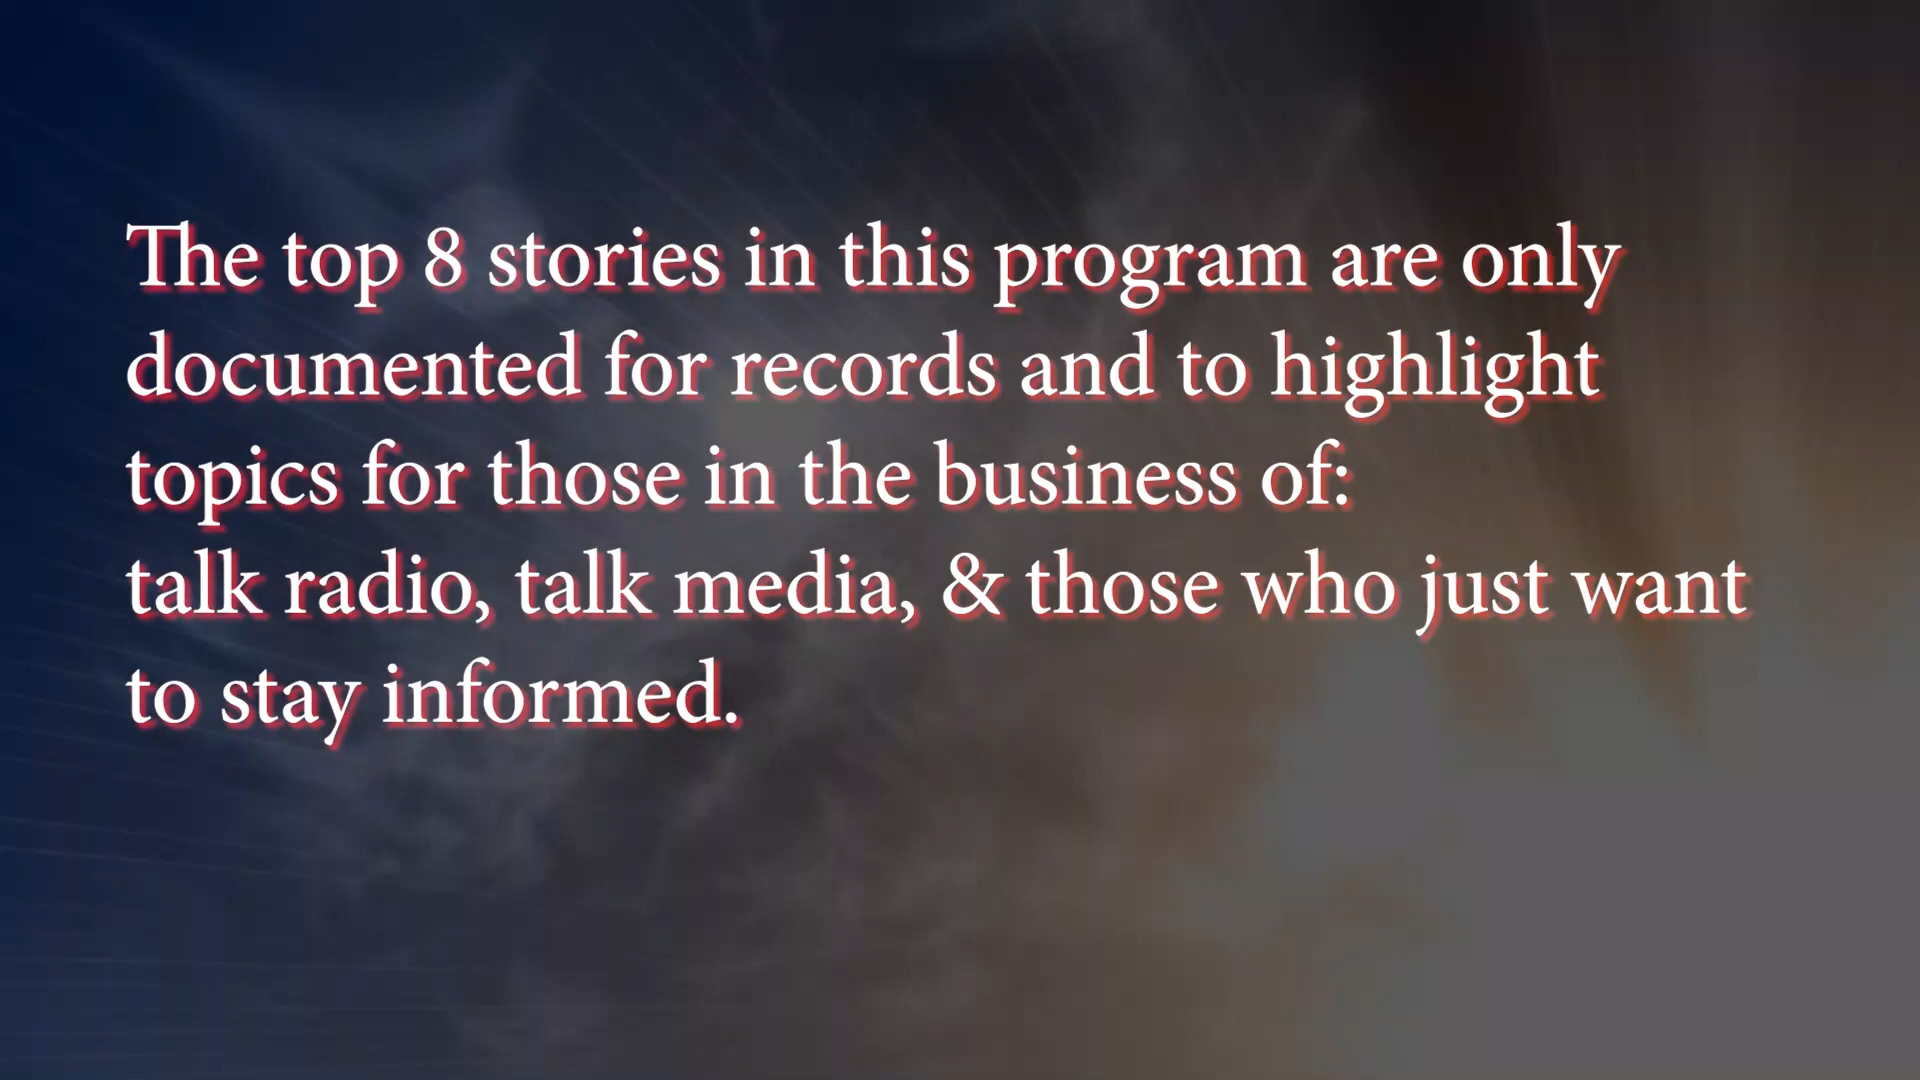 The top 8 stories in this program are only
documented for records and to highlight
topics for those in the business of:
talk radio, talk media, & those who just want
to stay informed.